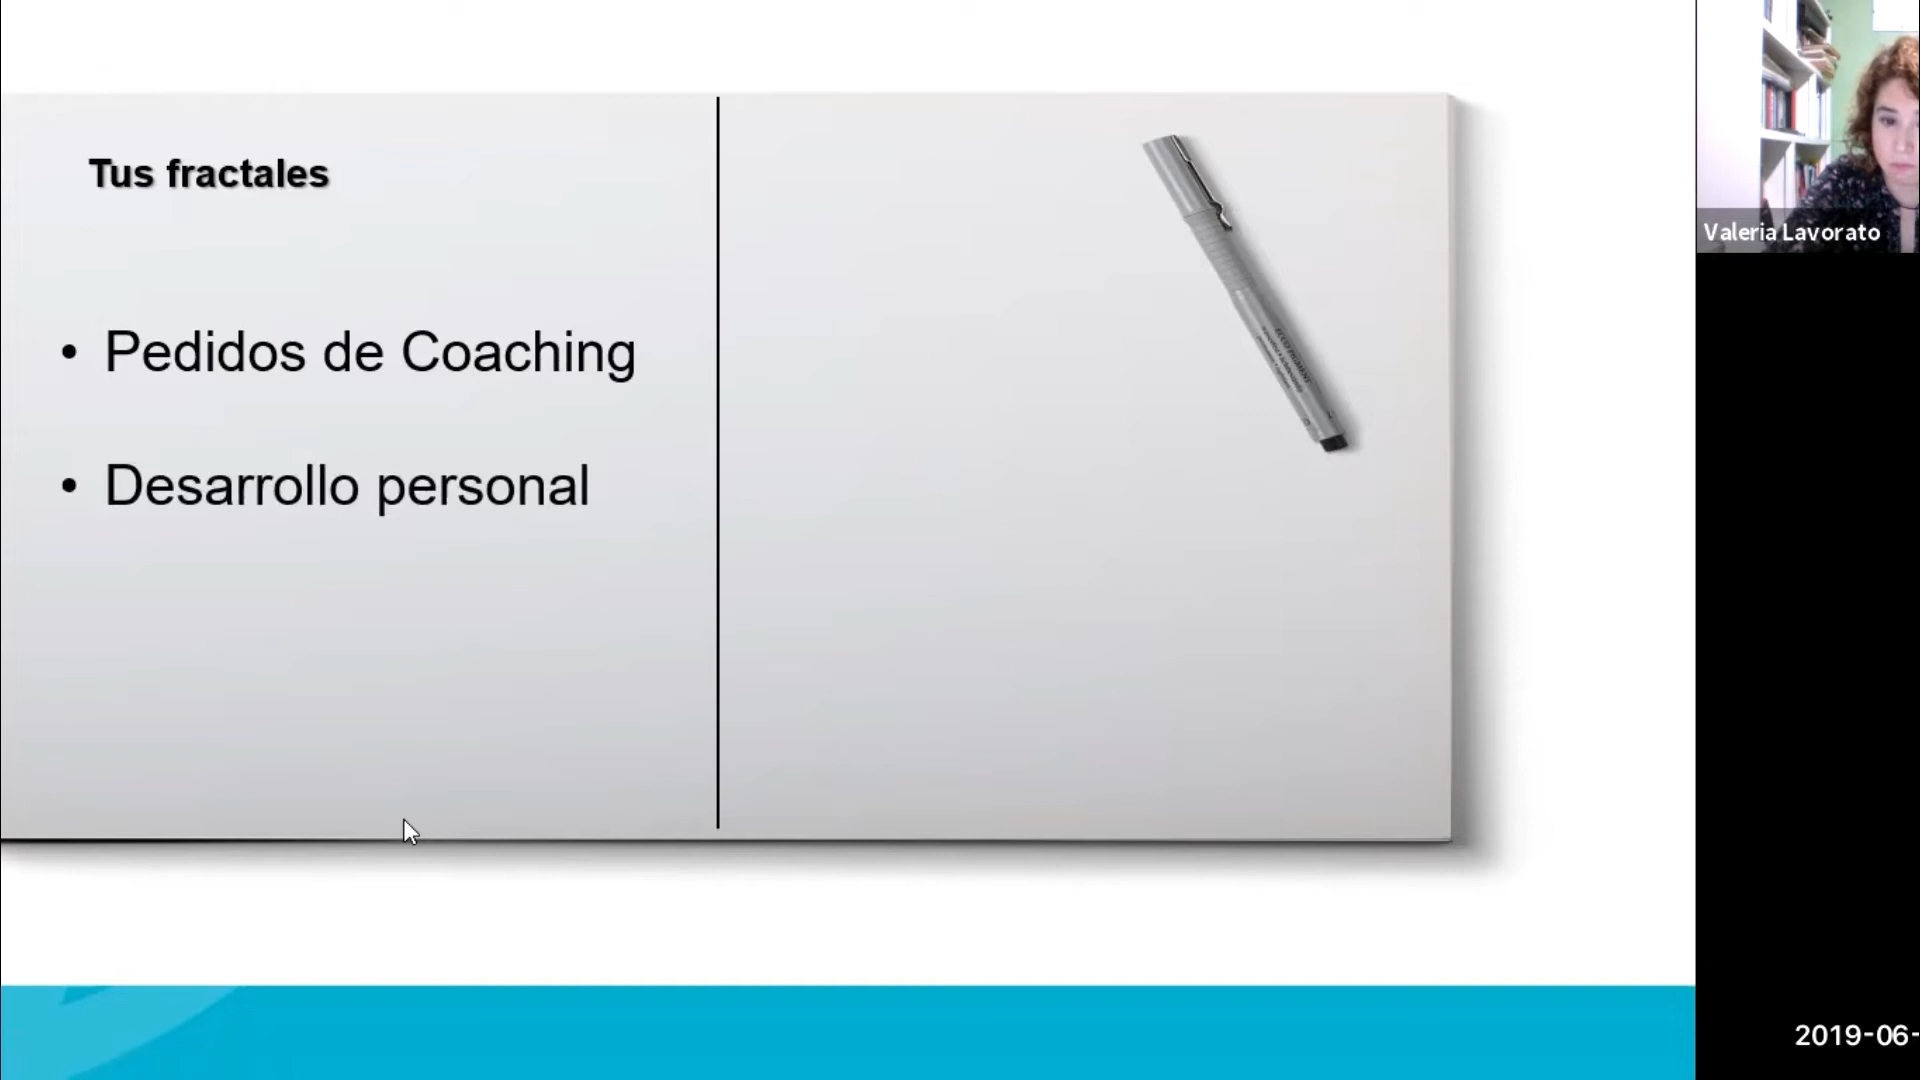 Tus fractales
• Pedidos de Coaching
• Desarrollo personal
Valeria Lavorato
2019-06-